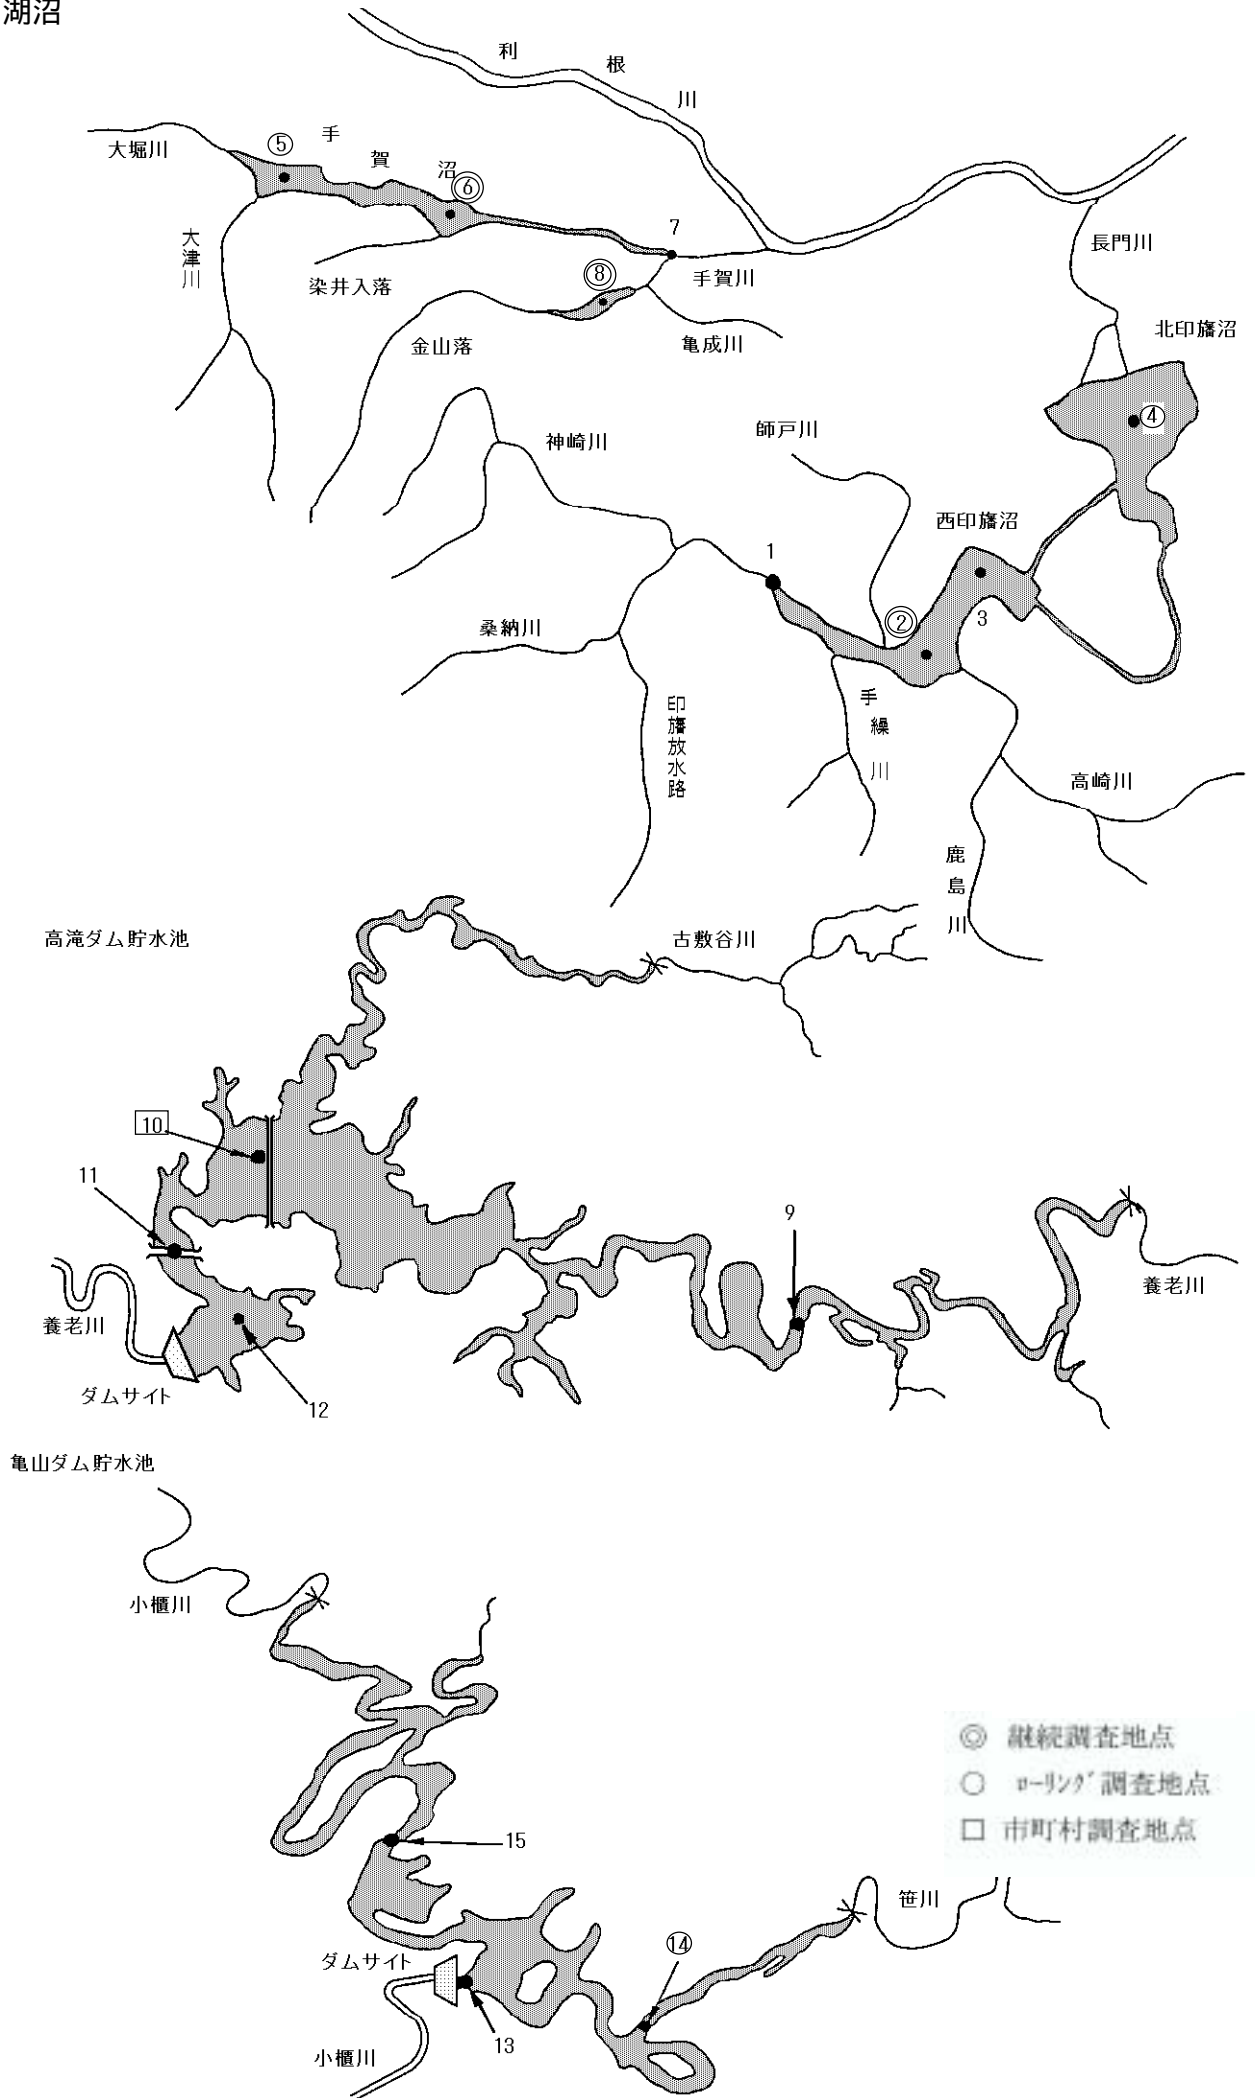 湖沼
利根川
大堀川
⑤
手賀沼
⑥
大津川
染井入落
7
手賀川
⑧
長門川
金山落
亀成川
北印旛沼
④
神崎川
師戸川
西印旛沼
1
桑納川
②
3
印旛放水路
手繰川
高崎川
鹿島川
高滝ダム貯水池
古敷谷川
10
11
9
養老川
養老川
ダムサイト
12
亀山ダム貯水池
小櫃川
◎ 継続調査地点
○ ﾛｰﾘﾝｸﾞ調査地点
□ 市町村調査地点
15
笹川
ダムサイト
⑭
13
小櫃川